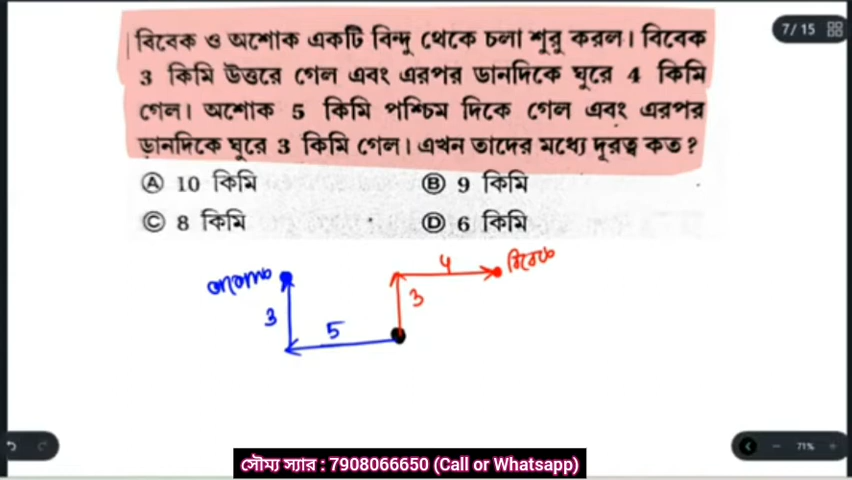 বিবেক ও অশোক একটি বিন্দু থেকে চলা শুরু করল। বিবেক
3 কিমি উত্তরে গেল এবং এরপর ডানদিকে ঘুরে 4 কিমি
গেল। অশোক 5 কিমি পশ্চিম দিকে গেল এবং এরপর
ডানদিকে ঘুরে 3 কিমি গেল। এখন তাদের মধ্যে দূরত্ব কত?
7/15
Ⓐ 10 কিমি Ⓑ 9 কিমি
Ⓒ 8 কিমি Ⓓ 6 কিমি
4 বিবেক
3
3
5
71%
সৌম্য স্যার : 7908066650 (Call or Whatsapp)